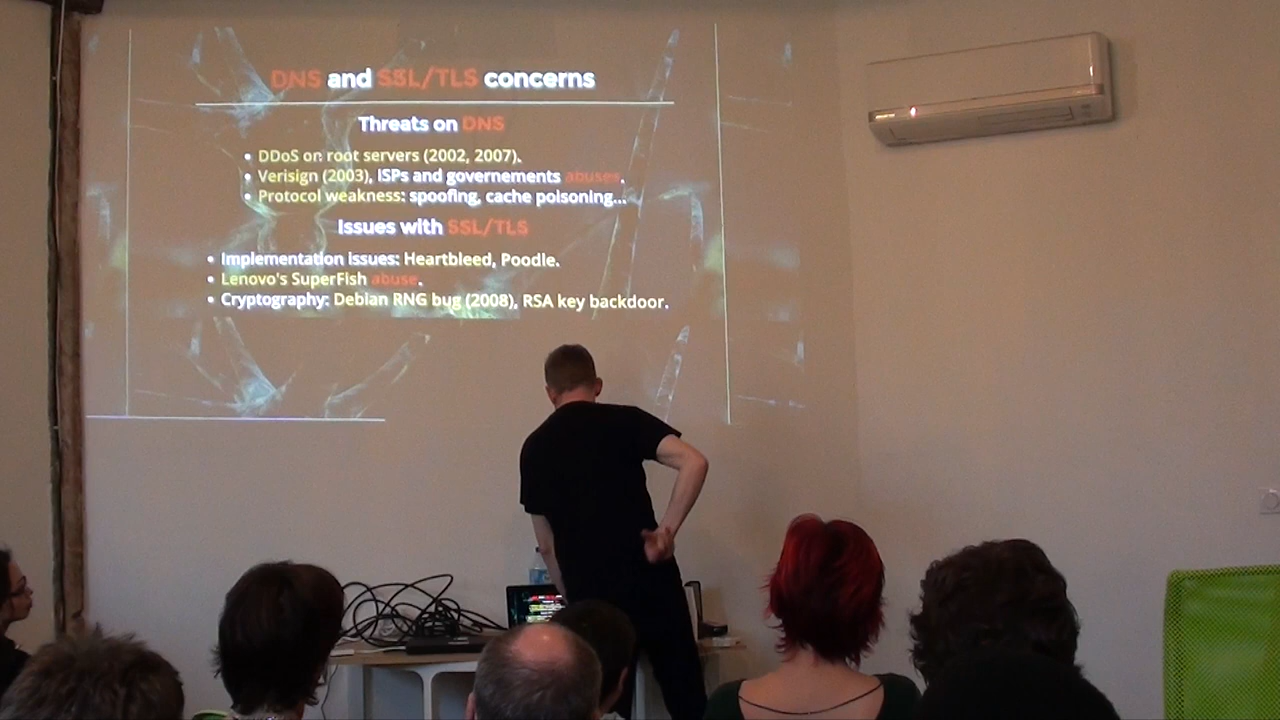 DNS and SSL/TLS concerns
Threats on DNS
• DDoS on root servers (2002, 2007).
• Verisign (2003), ISPs and governements abuses.
• Protocol weakness: spoofing, cache poisoning...
Issues with SSL/TLS
• Implementation issues: Heartbleed, Poodle.
• Lenovo's SuperFish abuse.
• Cryptography: Debian RNG bug (2008), RSA key backdoor.